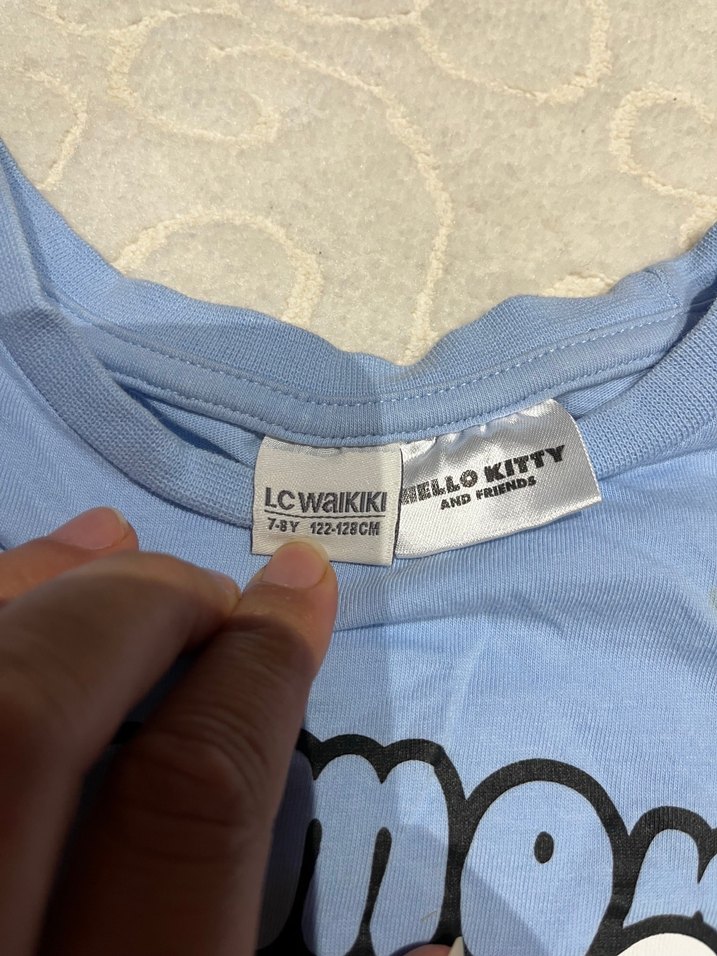 LC WAIKIKI
7-8Y 122-128CM
HELLO KITTY
AND FRIENDS